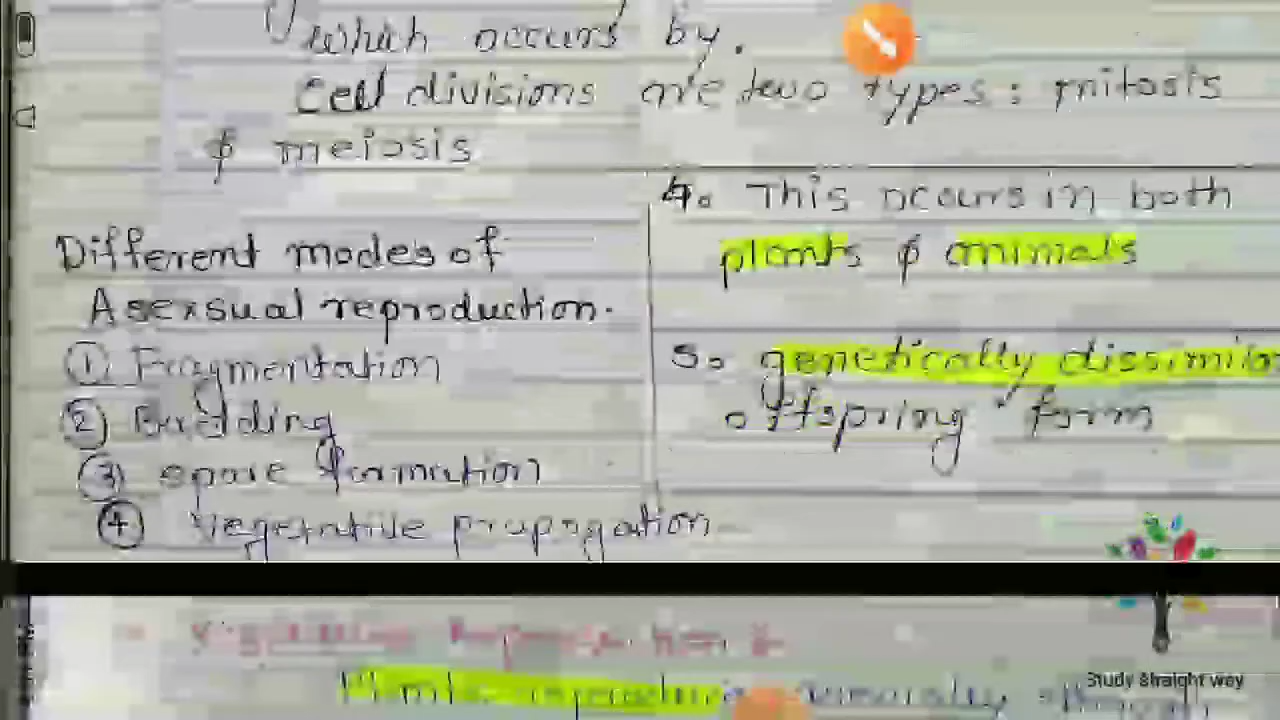 which occurs by.
Cell divisions are two types: mitosis
& meiosis
Different modes of
Asexual reproduction.
① Fragmentation
② Budding
③ spore formation
④ vegetative propagation
4. This occurs in both
plants & animals
5. genetically dissimilar
offspring form
Study Straight way